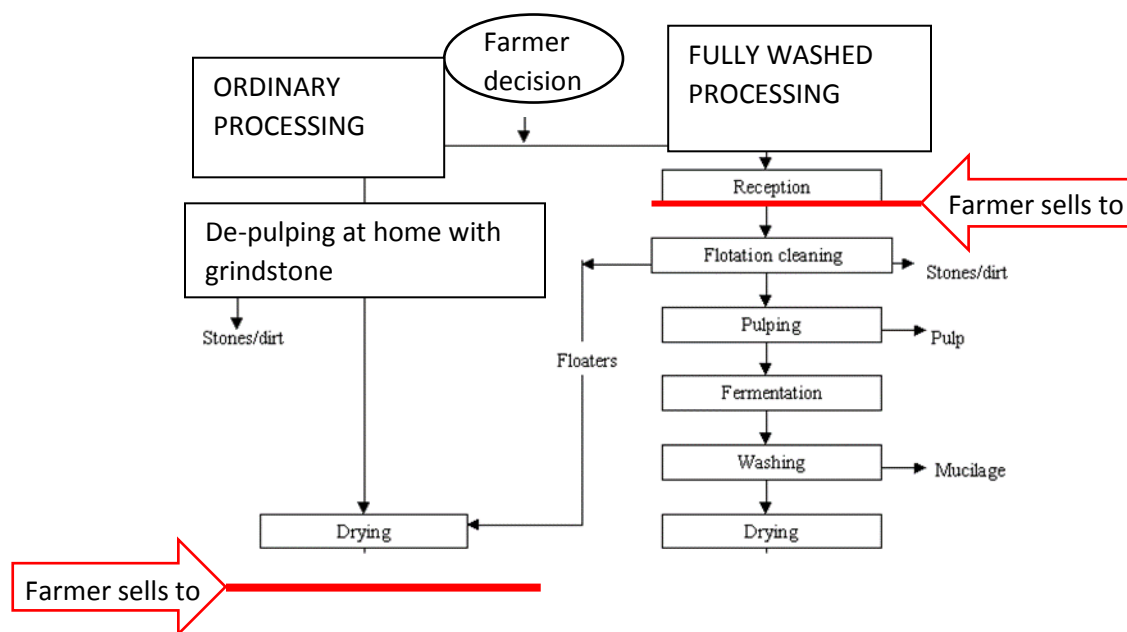 Farmer
decision
ORDINARY
PROCESSING
FULLY WASHED
PROCESSING
Reception
Farmer sells to
De-pulping at home with
grindstone
Flotation cleaning
Stones/dirt
Stones/dirt
Pulping
Pulp
Floaters
Fermentation
Washing
Mucilage
Drying
Drying
Farmer sells to